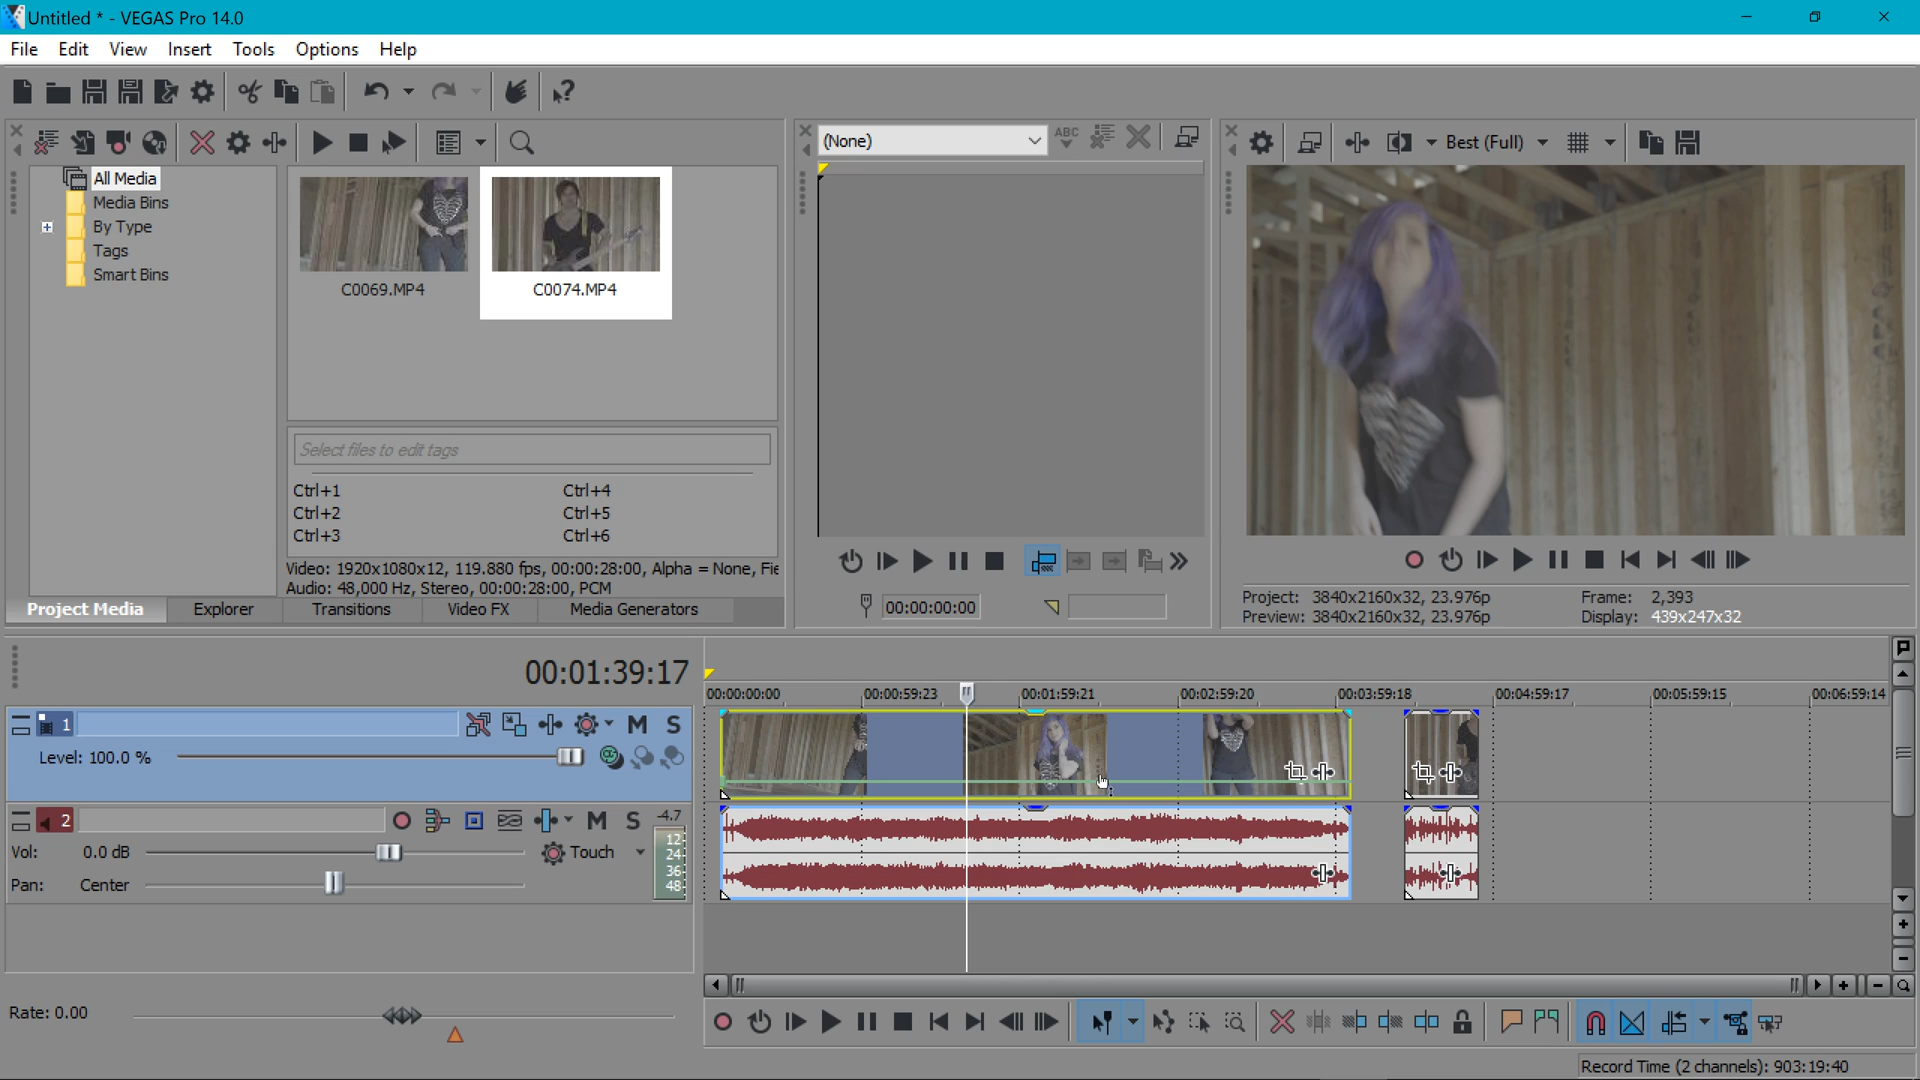 Untitled * - VEGAS Pro 14.0
File Edit View Insert Tools Options Help
(None)
ABC
Best (Full)
All Media
Media Bins
By Type
Tags
Smart Bins
C0069.MP4 C0074.MP4
Select files to edit tags
Ctrl+1 Ctrl+4
Ctrl+2 Ctrl+5
Ctrl+3 Ctrl+6
Video: 1920x1080x12, 119.880 fps, 00:00:28:00, Alpha = None, Fie
Audio: 48,000 Hz, Stereo, 00:00:28:00, PCM
Project Media Explorer Transitions Video FX Media Generators
00:00:00:00
Project: 3840x2160x32, 23.976p Frame: 2,393
Preview: 3840x2160x32, 23.976p Display: 439x247x32
00:01:39:17
00:00:00:00 00:00:59:23 00:01:59:21 00:02:59:20 00:03:59:18 00:04:59:17 00:05:59:15 00:06:59:14
1 M S
Level: 100.0 %
2 M S -4.7
Vol: 0.0 dB Touch
Pan: Center
12
24
36
48
Rate: 0.00
Record Time (2 channels): 903:19:40